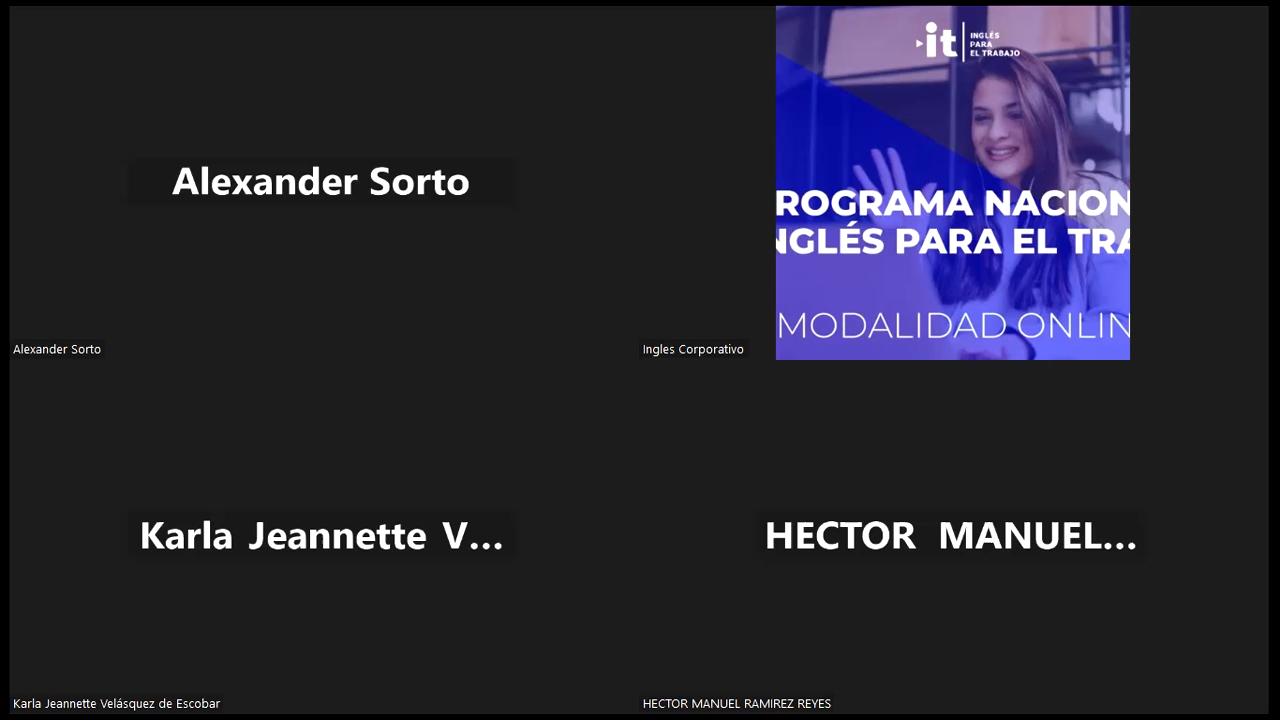 Alexander Sorto
Alexander Sorto
it
INGLÉS
PARA
EL TRABAJO
ROGRAMA NACION
NGLÉS PARA EL TRA
MODALIDAD ONLIN
Ingles Corporativo
Karla Jeannette V...
Karla Jeannette Velásquez de Escobar
HECTOR MANUEL...
HECTOR MANUEL RAMIREZ REYES